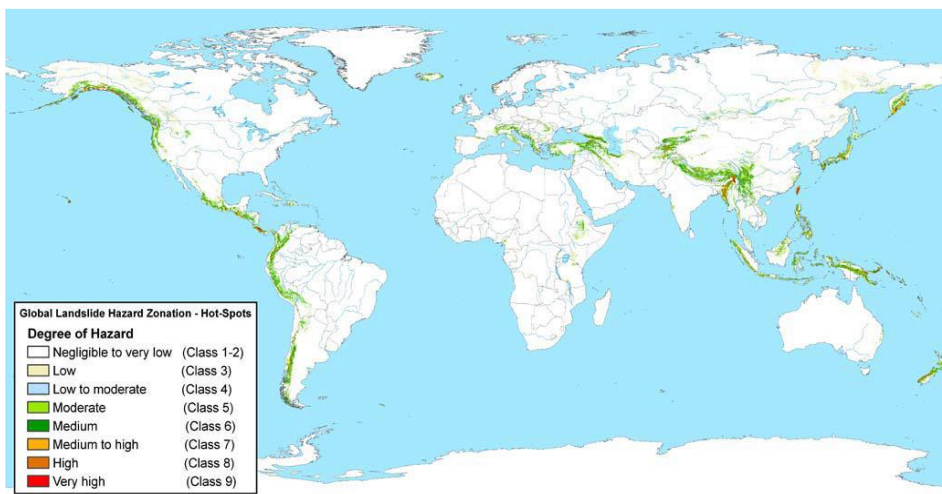 Global Landslide Hazard Zonation - Hot-Spots
Degree of Hazard
Negligible to very low (Class 1-2)
Low (Class 3)
Low to moderate (Class 4)
Moderate (Class 5)
Medium (Class 6)
Medium to high (Class 7)
High (Class 8)
Very high (Class 9)